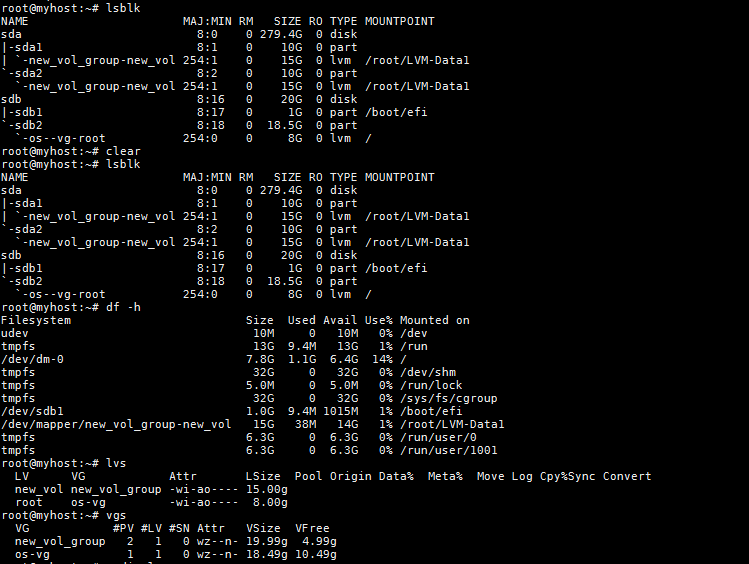 root@myhost:~# lsblk
NAME                       MAJ:MIN RM   SIZE RO TYPE MOUNTPOINT
sda                          8:0    0 279.4G  0 disk
|-sda1                       8:1    0    10G  0 part
| `-new_vol_group-new_vol 254:1    0    15G  0 lvm  /root/LVM-Data1
`-sda2                       8:2    0    10G  0 part
  `-new_vol_group-new_vol 254:1    0    15G  0 lvm  /root/LVM-Data1
sdb                          8:16   0    20G  0 disk
|-sdb1                       8:17   0     1G  0 part /boot/efi
`-sdb2                       8:18   0  18.5G  0 part
  `-os--vg-root            254:0    0     8G  0 lvm  /
root@myhost:~# clear
root@myhost:~# lsblk
NAME                       MAJ:MIN RM   SIZE RO TYPE MOUNTPOINT
sda                          8:0    0 279.4G  0 disk
|-sda1                       8:1    0    10G  0 part
| `-new_vol_group-new_vol 254:1    0    15G  0 lvm  /root/LVM-Data1
`-sda2                       8:2    0    10G  0 part
  `-new_vol_group-new_vol 254:1    0    15G  0 lvm  /root/LVM-Data1
sdb                          8:16   0    20G  0 disk
|-sdb1                       8:17   0     1G  0 part /boot/efi
`-sdb2                       8:18   0  18.5G  0 part
  `-os--vg-root            254:0    0     8G  0 lvm  /
root@myhost:~# df -h
Filesystem                         Size  Used Avail Use% Mounted on
udev                                10M     0   10M   0% /dev
tmpfs                               13G  9.4M   13G   1% /run
/dev/dm-0                          7.8G  1.1G  6.4G  14% /
tmpfs                               32G     0   32G   0% /dev/shm
tmpfs                              5.0M     0  5.0M   0% /run/lock
tmpfs                               32G     0   32G   0% /sys/fs/cgroup
/dev/sdb1                          1.0G  9.4M 1015M   1% /boot/efi
/dev/mapper/new_vol_group-new_vol   15G   38M   14G   1% /root/LVM-Data1
tmpfs                              6.3G     0  6.3G   0% /run/user/0
tmpfs                              6.3G     0  6.3G   0% /run/user/1001
root@myhost:~# lvs
  LV      VG            Attr       LSize  Pool Origin Data%  Meta%  Move Log Cpy%Sync Convert
  new_vol new_vol_group -wi-ao---- 15.00g
  root    os-vg         -wi-ao----  8.00g
root@myhost:~# vgs
  VG            #PV #LV #SN Attr   VSize  VFree
  new_vol_group   2   1   0 wz--n- 19.99g  4.99g
  os-vg           1   1   0 wz--n- 18.49g 10.49g